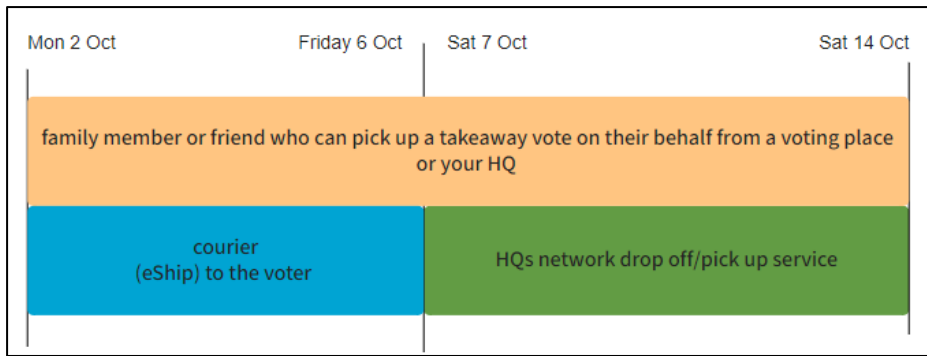 Mon 2 Oct
Friday 6 Oct
Sat 7 Oct
Sat 14 Oct
family member or friend who can pick up a takeaway vote on their behalf from a voting place
or your HQ
courier
(eShip) to the voter
HQs network drop off/pick up service